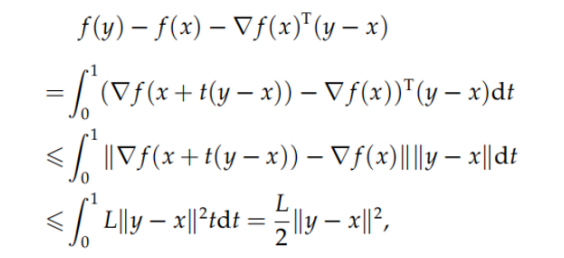 f(y) − f(x) − ∇f(x)ᵀ(y − x)
= ∫₀¹ (∇f(x + t(y − x)) − ∇f(x))ᵀ(y − x)dt
⩽ ∫₀¹ ‖∇f(x + t(y − x)) − ∇f(x)‖‖y − x‖dt
⩽ ∫₀¹ L‖y − x‖²tdt = L/2 ‖y − x‖²,